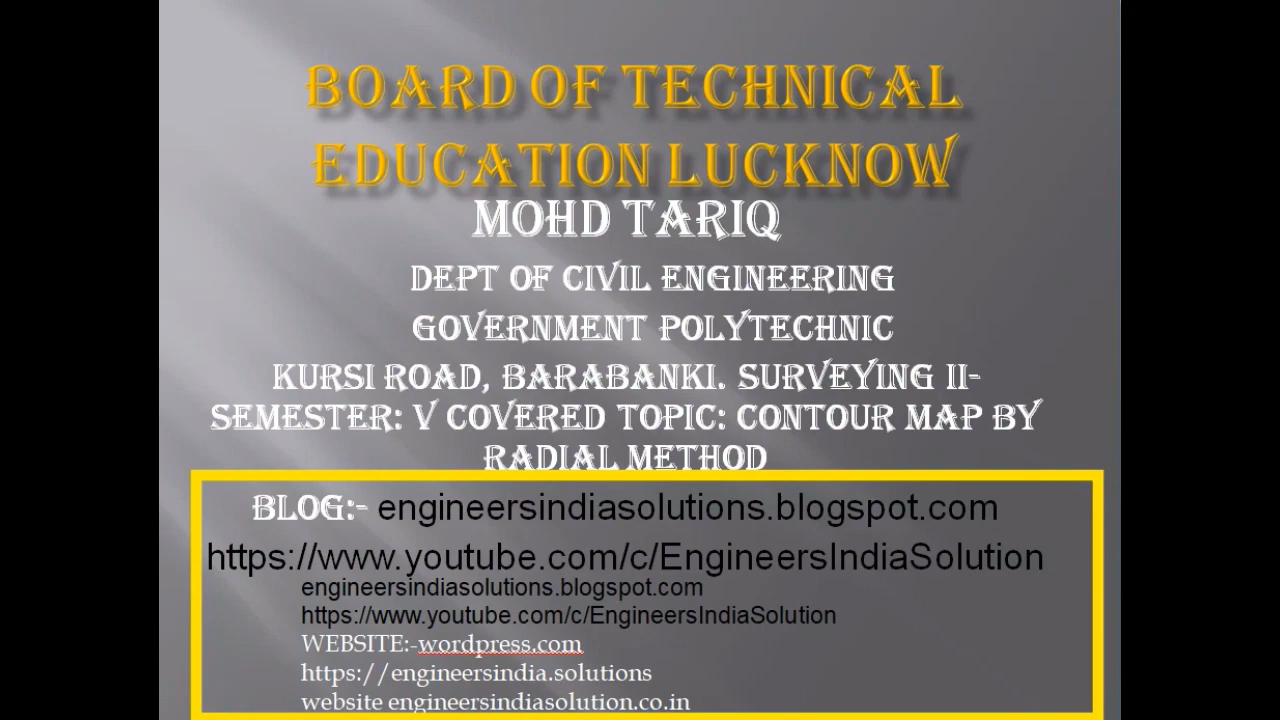 BOARD OF TECHNICAL
EDUCATION LUCKNOW
MOHD TARIQ
DEPT OF CIVIL ENGINEERING
GOVERNMENT POLYTECHNIC
KURSI ROAD, BARABANKI. SURVEYING II-
SEMESTER: V COVERED TOPIC: CONTOUR MAP BY
RADIAL METHOD
BLOG:- engineersindiasolutions.blogspot.com
https://www.youtube.com/c/EngineersIndiaSolution
engineersindiasolutions.blogspot.com
https://www.youtube.com/c/EngineersIndiaSolution
WEBSITE:-wordpress.com
https://engineersindia.solutions
website engineersindiasolution.co.in